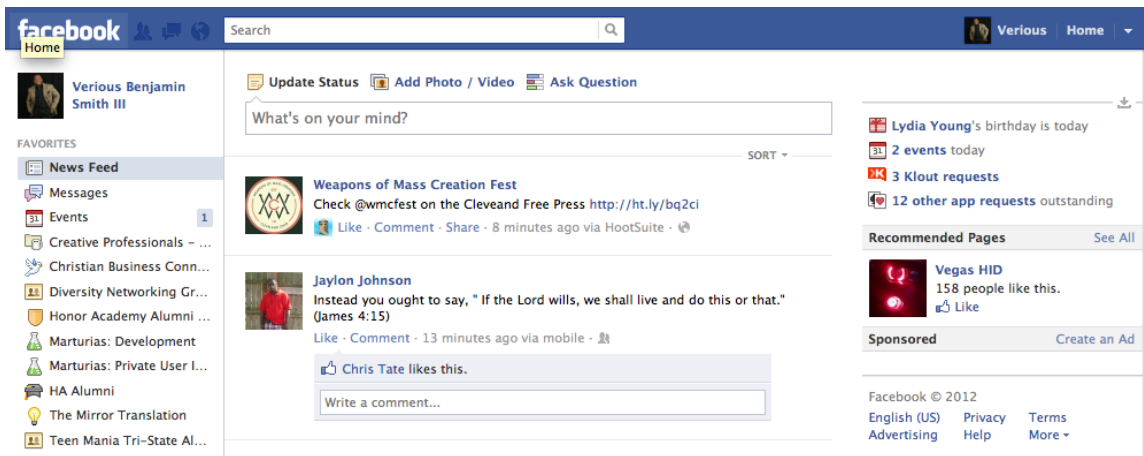 facebook
Home
Search
Verious
Home
Verious Benjamin
Smith III
FAVORITES
News Feed
Messages
Events 1
Creative Professionals – ...
Christian Business Conn...
Diversity Networking Gr...
Honor Academy Alumni ...
Marturias: Development
Marturias: Private User I...
HA Alumni
The Mirror Translation
Teen Mania Tri-State Al...
Update Status Add Photo / Video Ask Question
What's on your mind?
SORT
WEAPONS OF MASS CREATION
Weapons of Mass Creation Fest
Check @wmcfest on the Cleveand Free Press http://ht.ly/bq2ci
Like · Comment · Share · 8 minutes ago via HootSuite ·
Jaylon Johnson
Instead you ought to say, " If the Lord wills, we shall live and do this or that."
(James 4:15)
Like · Comment · 13 minutes ago via mobile ·
Chris Tate likes this.
Write a comment...
Lydia Young's birthday is today
31 2 events today
K 3 Klout requests
12 other app requests outstanding
Recommended Pages See All
Vegas HID
158 people like this.
Like
Sponsored Create an Ad
Facebook © 2012
English (US) Privacy Terms
Advertising Help More